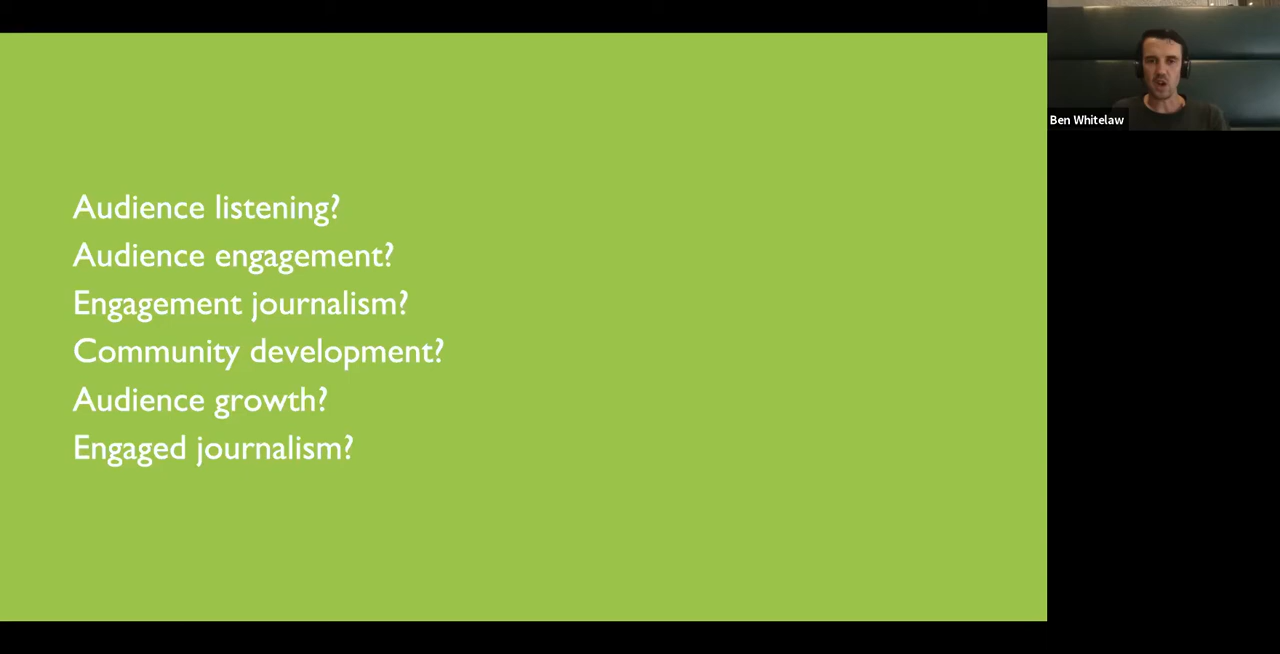 Audience listening?
Audience engagement?
Engagement journalism?
Community development?
Audience growth?
Engaged journalism?
Ben Whitelaw